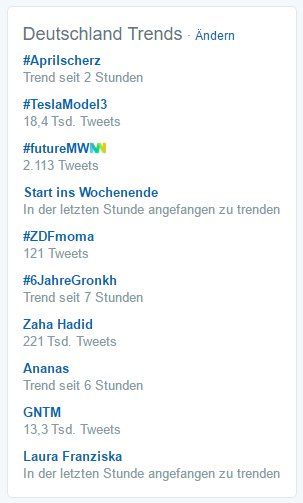 Deutschland Trends · Ändern
#Aprilscherz
Trend seit 2 Stunden
#TeslaModel3
18,4 Tsd. Tweets
#futureMW
2.113 Tweets
Start ins Wochenende
In der letzten Stunde angefangen zu trenden
#ZDFmoma
121 Tweets
#6JahreGronkh
Trend seit 7 Stunden
Zaha Hadid
221 Tsd. Tweets
Ananas
Trend seit 6 Stunden
GNTM
13,3 Tsd. Tweets
Laura Franziska
In der letzten Stunde angefangen zu trenden